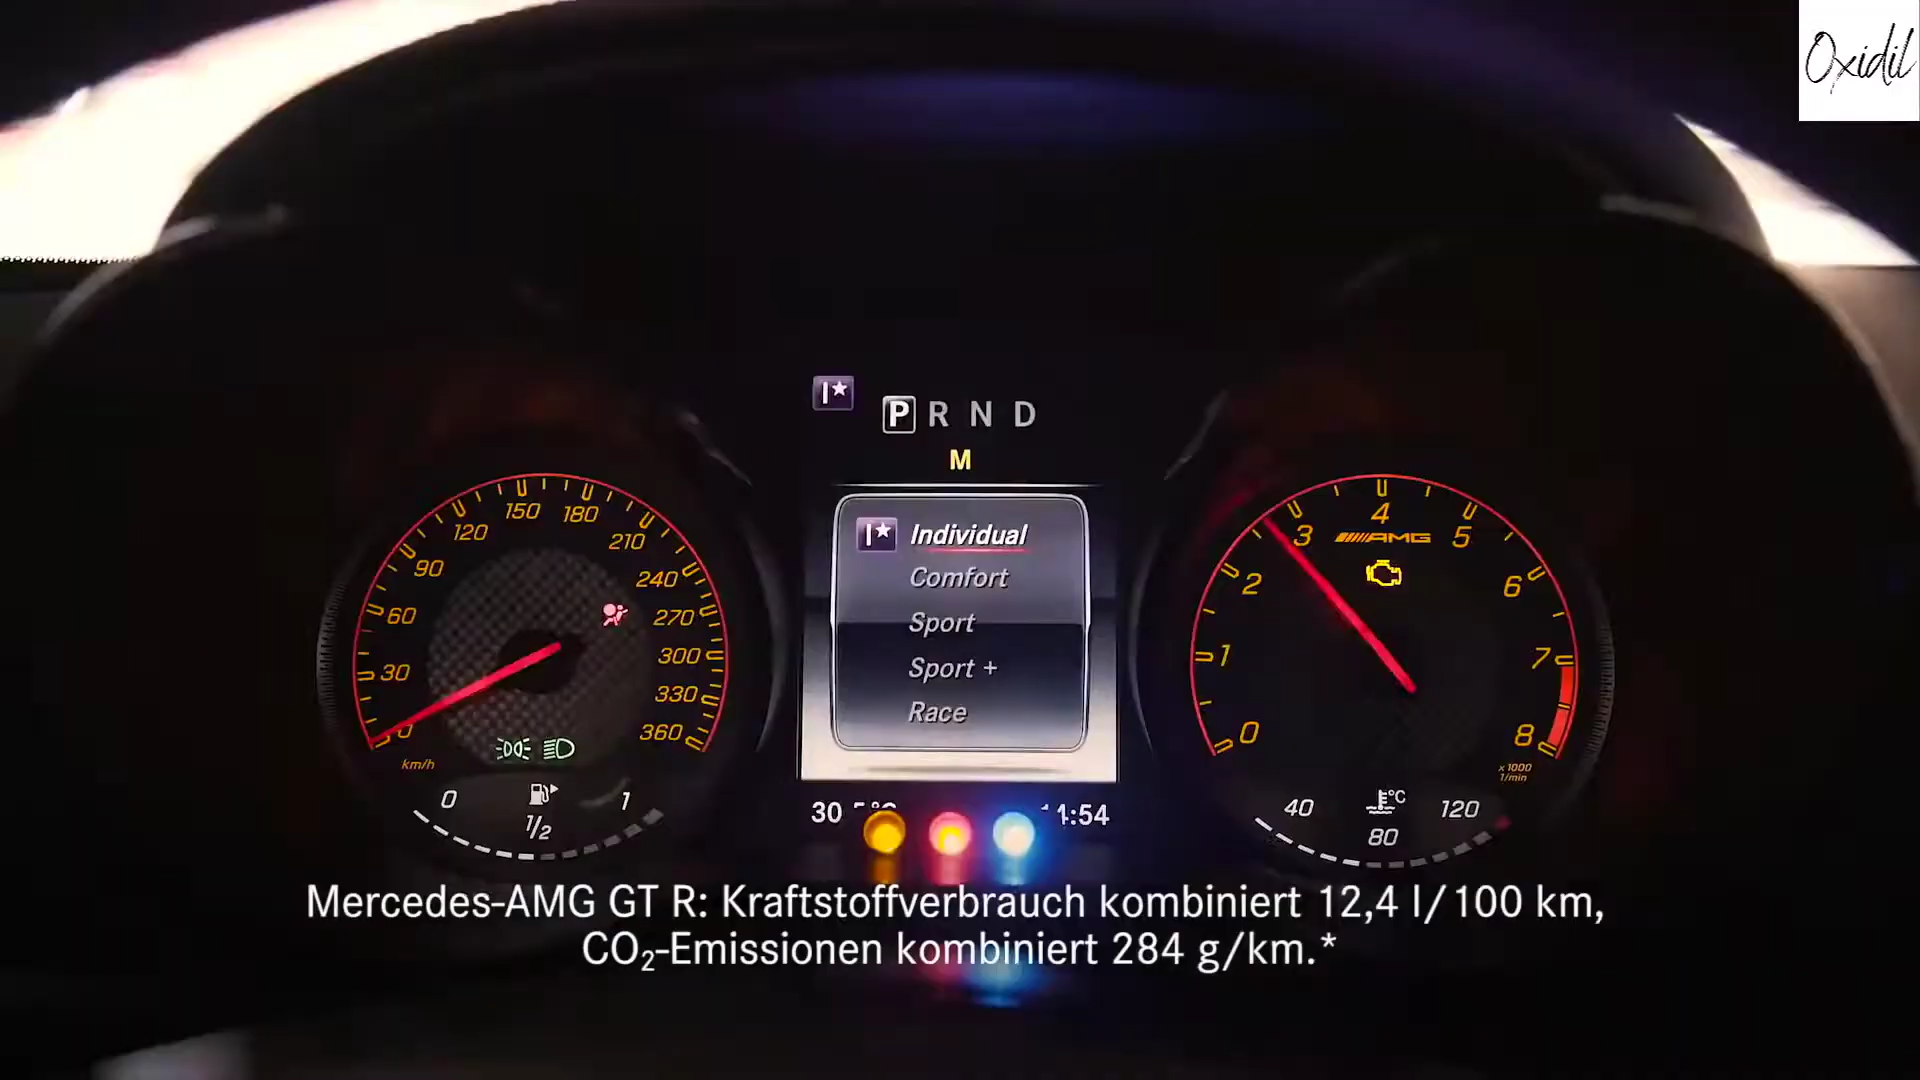 Oxidil
I★
P R N D
M
I★ Individual
Comfort
Sport
Sport +
Race
0 30 60 90 120 150 180 210 240 270 300 330 360
km/h
0 1/2 1
0 1 2 3 4 5 6 7 8
AMG
x 1000
1/min
40 80 120
°C
30
:54
Mercedes-AMG GT R: Kraftstoffverbrauch kombiniert 12,4 l/100 km,
CO₂-Emissionen kombiniert 284 g/km.*